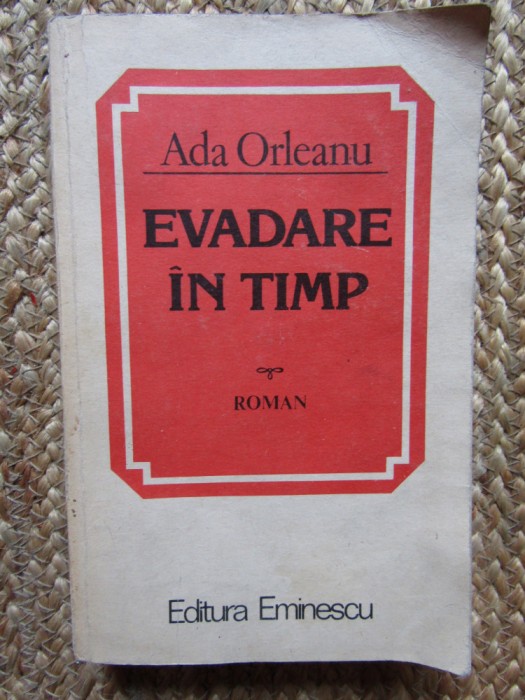 Ada Orleanu
EVADARE
ÎN TIMP
ROMAN
Editura Eminescu